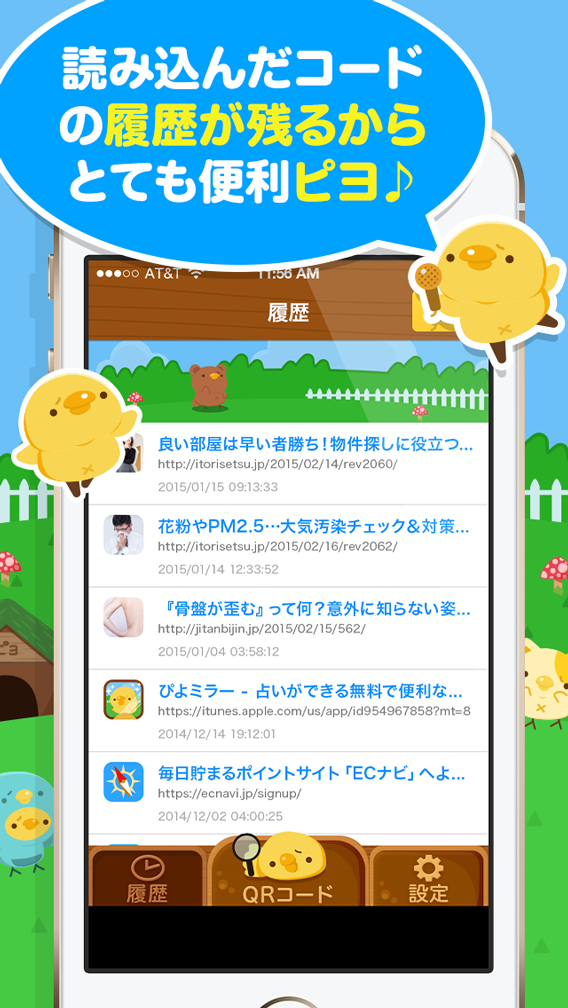 読み込んだコード
の履歴が残るから
とても便利ピヨ♪
AT&T
11:56 AM
履歴
良い部屋は早い者勝ち！物件探しに役立つ...
http://itorisetsu.jp/2015/02/14/rev2060/
2015/01/15 09:13:33
花粉やPM2.5…大気汚染チェック&対策...
http://itorisetsu.jp/2015/02/16/rev2062/
2015/01/14 12:33:52
『骨盤が歪む』って何？意外に知らない姿...
http://jitanbijin.jp/2015/02/15/562/
2015/01/04 03:58:12
ぴよミラー - 占いができる無料で便利な...
https://itunes.apple.com/us/app/id954967858?mt=8
2014/12/14 19:12:01
毎日貯まるポイントサイト「ECナビ」へよ...
https://ecnavi.jp/signup/
2014/12/02 04:00:25
履歴
QRコード
設定